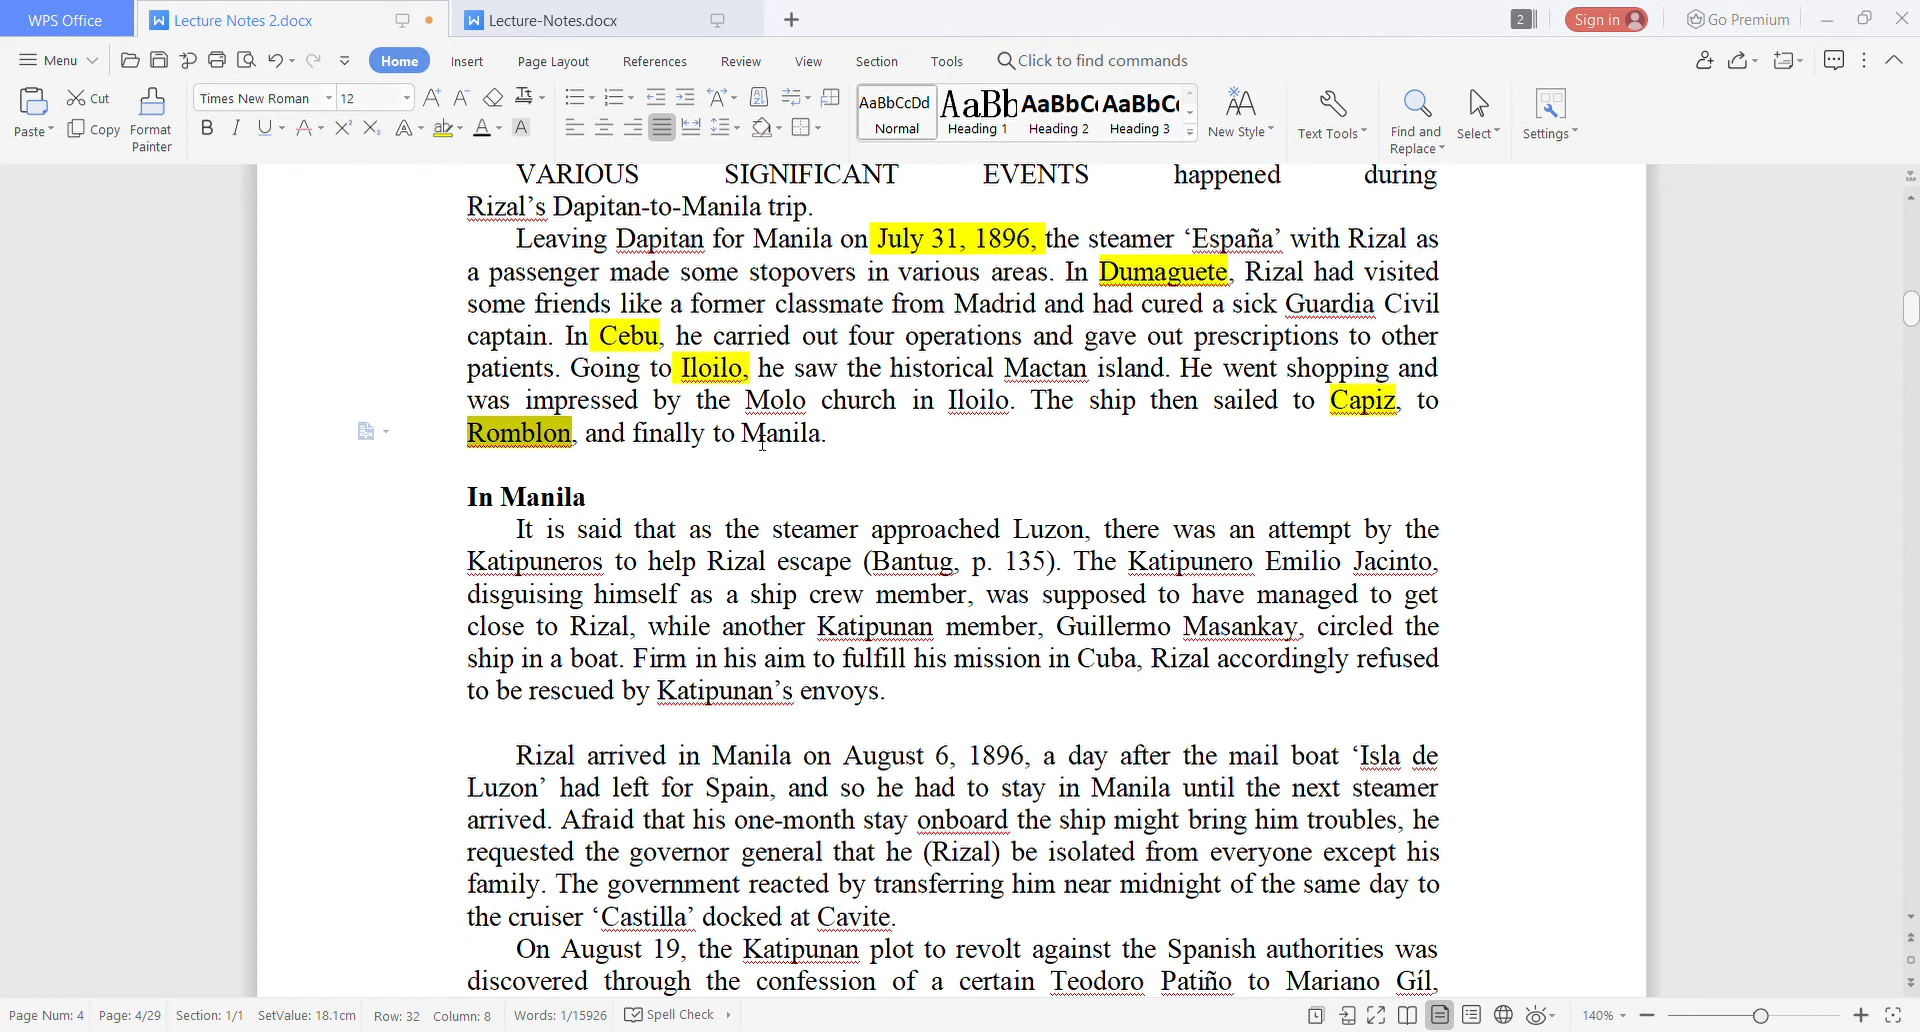 WPS Office Lecture Notes 2.docx Lecture-Notes.docx + 2 Sign in Go Premium
Menu Home Insert Page Layout References Review View Section Tools Click to find commands
Paste Cut Copy Format Painter Times New Roman 12 AaBbCcDd Normal AaBb Heading 1 AaBbC Heading 2 AaBbC Heading 3 New Style Text Tools Find and Replace Select Settings
VARIOUS SIGNIFICANT EVENTS happened during
Rizal’s Dapitan-to-Manila trip.
Leaving Dapitan for Manila on July 31, 1896, the steamer ‘España’ with Rizal as
a passenger made some stopovers in various areas. In Dumaguete, Rizal had visited
some friends like a former classmate from Madrid and had cured a sick Guardia Civil
captain. In Cebu, he carried out four operations and gave out prescriptions to other
patients. Going to Iloilo, he saw the historical Mactan island. He went shopping and
was impressed by the Molo church in Iloilo. The ship then sailed to Capiz, to
Romblon, and finally to Manila.
In Manila
It is said that as the steamer approached Luzon, there was an attempt by the
Katipuneros to help Rizal escape (Bantug, p. 135). The Katipunero Emilio Jacinto,
disguising himself as a ship crew member, was supposed to have managed to get
close to Rizal, while another Katipunan member, Guillermo Masankay, circled the
ship in a boat. Firm in his aim to fulfill his mission in Cuba, Rizal accordingly refused
to be rescued by Katipunan’s envoys.
Rizal arrived in Manila on August 6, 1896, a day after the mail boat ‘Isla de
Luzon’ had left for Spain, and so he had to stay in Manila until the next steamer
arrived. Afraid that his one-month stay onboard the ship might bring him troubles, he
requested the governor general that he (Rizal) be isolated from everyone except his
family. The government reacted by transferring him near midnight of the same day to
the cruiser ‘Castilla’ docked at Cavite.
On August 19, the Katipunan plot to revolt against the Spanish authorities was
discovered through the confession of a certain Teodoro Patiño to Mariano Gíl,
Page Num: 4 Page: 4/29 Section: 1/1 SetValue: 18.1cm Row: 32 Column: 8 Words: 1/15926 Spell Check 140%